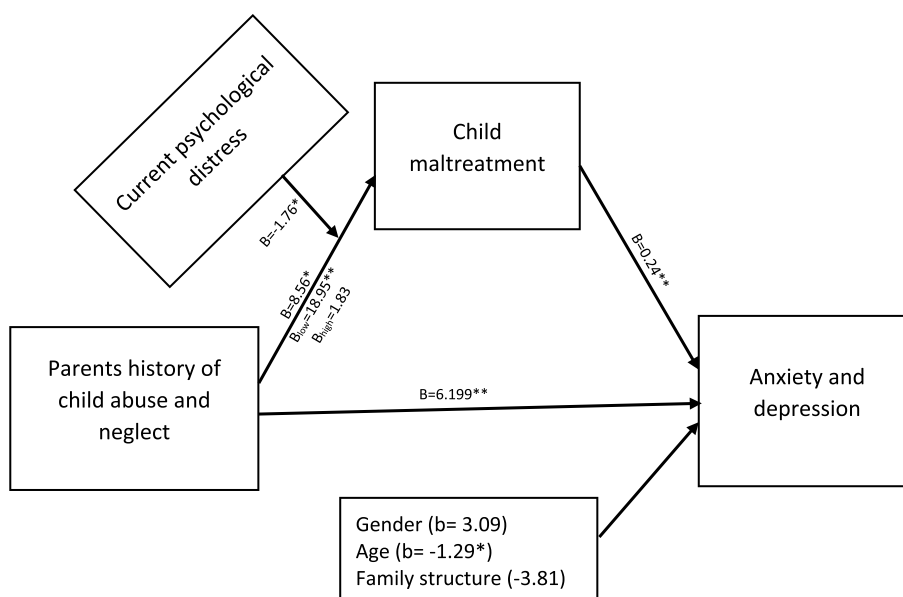 Current psychological
distress
Child
maltreatment
B=-1.76*
B=8.56*
Blow=18.95**
Bhigh=1.83
B=0.24**
Parents history of
child abuse and
neglect
B=6.199**
Anxiety and
depression
Gender (b= 3.09)
Age (b= -1.29*)
Family structure (-3.81)